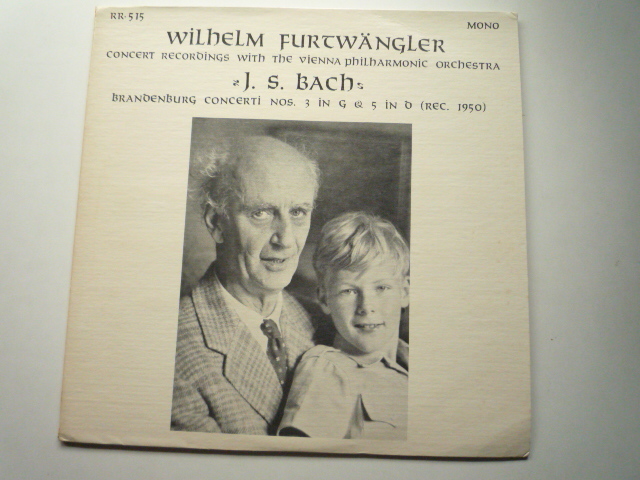 RR-515
MONO
WILHELM FURTWÄNGLER
CONCERT RECORDINGS WITH THE VIENNA PHILHARMONIC ORCHESTRA
J. S. BACH
BRANDENBURG CONCERTI NOS. 3 IN G & 5 IN D (REC. 1950)